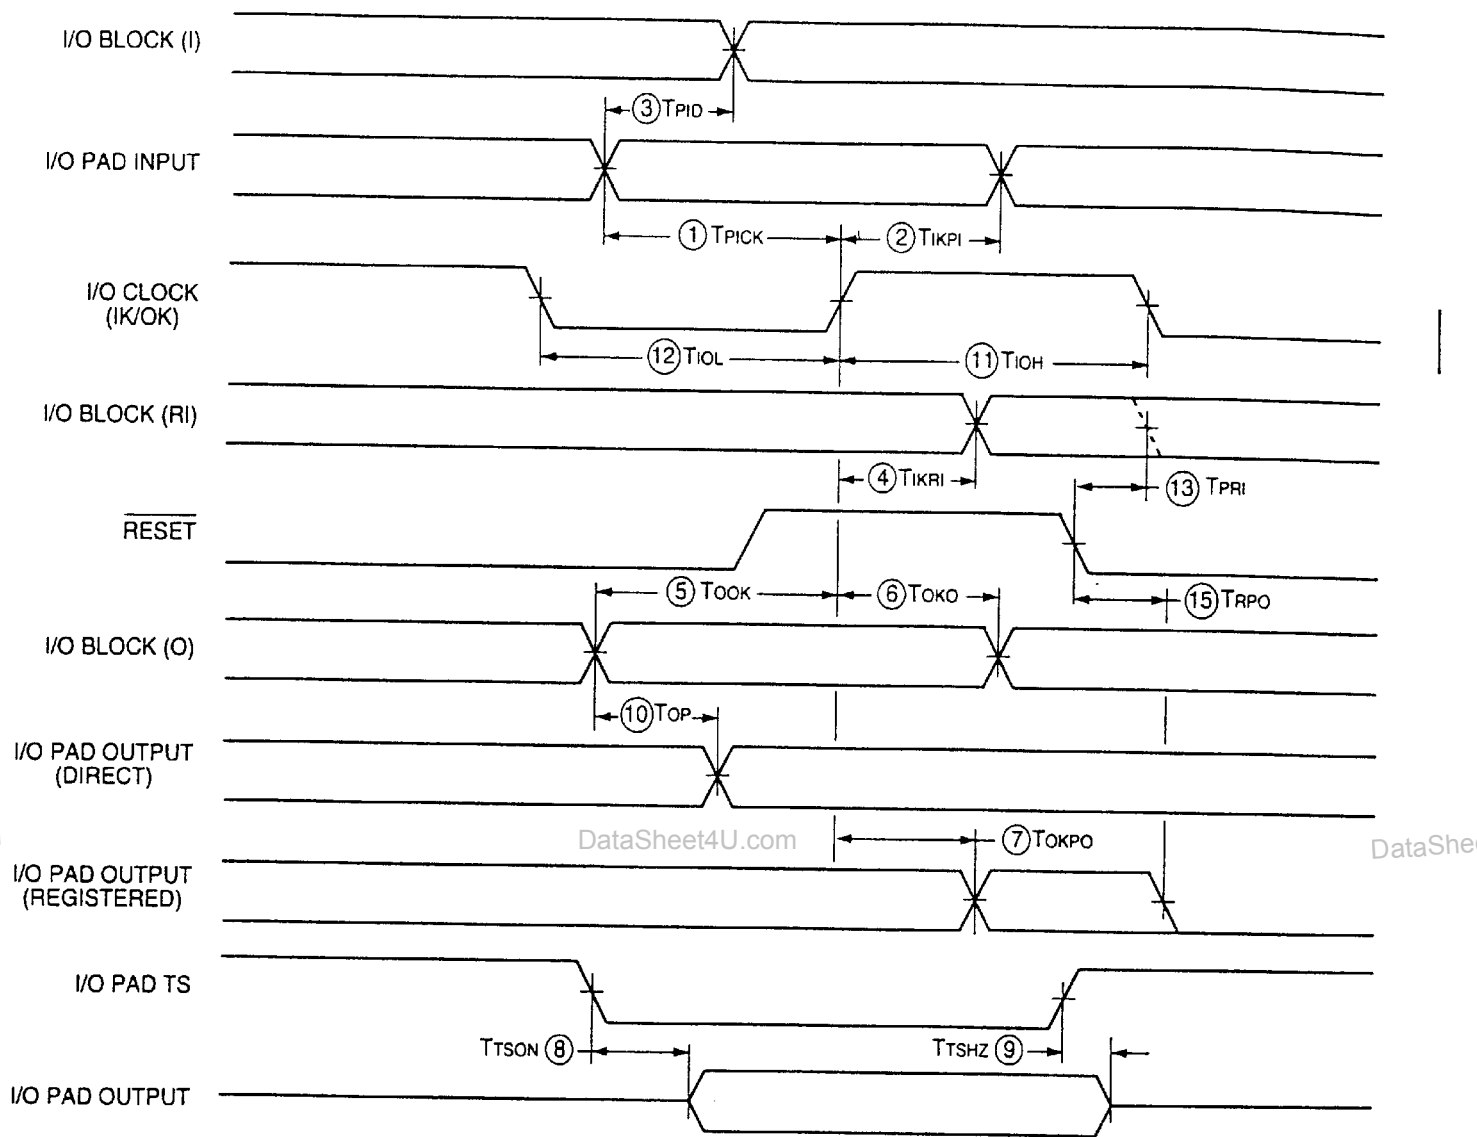 I/O BLOCK (I)
③ TPID
I/O PAD INPUT
① TPICK
② TIKPI
I/O CLOCK
(IK/OK)
⑫ TIOL
⑪ TIOH
I/O BLOCK (RI)
④ TIKRI
⑬ TPRI
RESET
⑤ TOOK
⑥ TOKO
⑮ TRPO
I/O BLOCK (O)
⑩ TOP
I/O PAD OUTPUT
(DIRECT)
⑦ TOKPO
DataSheet4U.com
DataShe
I/O PAD OUTPUT
(REGISTERED)
I/O PAD TS
TTSON ⑧
TTSHZ ⑨
I/O PAD OUTPUT